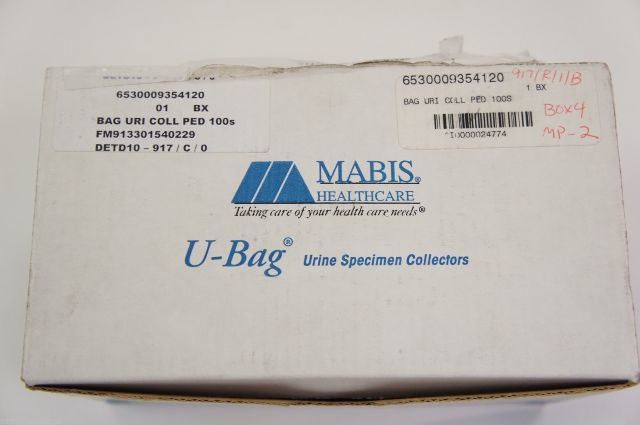 6530009354120
01 BX
BAG URI COLL PED 100s
FM913301540229
DETD10 – 917 / C / 0
6530009354120
917/R/1/B
1 BX
BAG URI COLL PED 100S
I0000024774
BOX 4
MP-2
MABIS®
HEALTHCARE
Taking care of your health care needs®
U-Bag® Urine Specimen Collectors